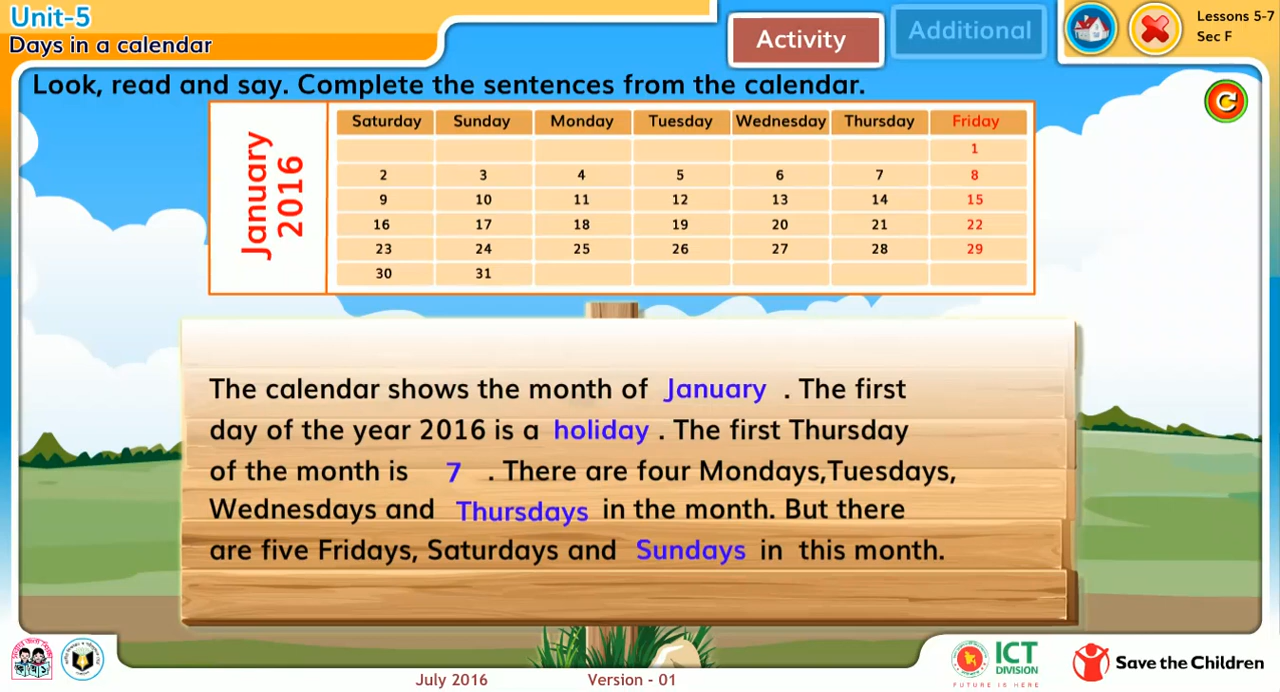 Unit-5
Days in a calendar
Activity
Additional
Lessons 5-7
Sec F
Look, read and say. Complete the sentences from the calendar.
C
January
2016
Saturday Sunday Monday Tuesday Wednesday Thursday Friday
1
2 3 4 5 6 7 8
9 10 11 12 13 14 15
16 17 18 19 20 21 22
23 24 25 26 27 28 29
30 31
The calendar shows the month of January . The first
day of the year 2016 is a holiday . The first Thursday
of the month is 7 . There are four Mondays,Tuesdays,
Wednesdays and Thursdays in the month. But there
are five Fridays, Saturdays and Sundays in this month.
July 2016 Version - 01
ICT
DIVISION
FUTURE IS HERE
Save the Children